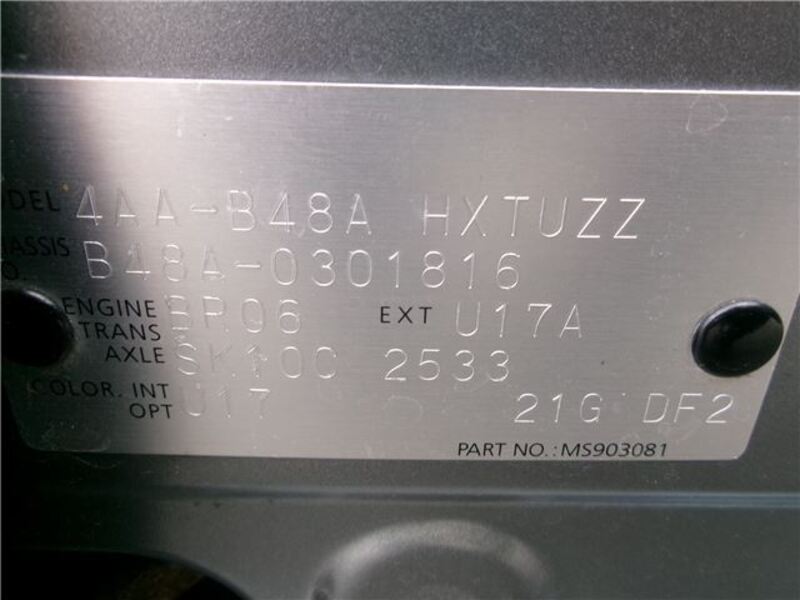 ODEL 4AA-B48A HXTUZZ
HASSIS B48A-0301816
O.
ENGINE BR06 EXT U17A
TRANS
AXLE SK10C 2533
COLOR. INT
OPT U17 21G DF2
PART NO.:MS903081